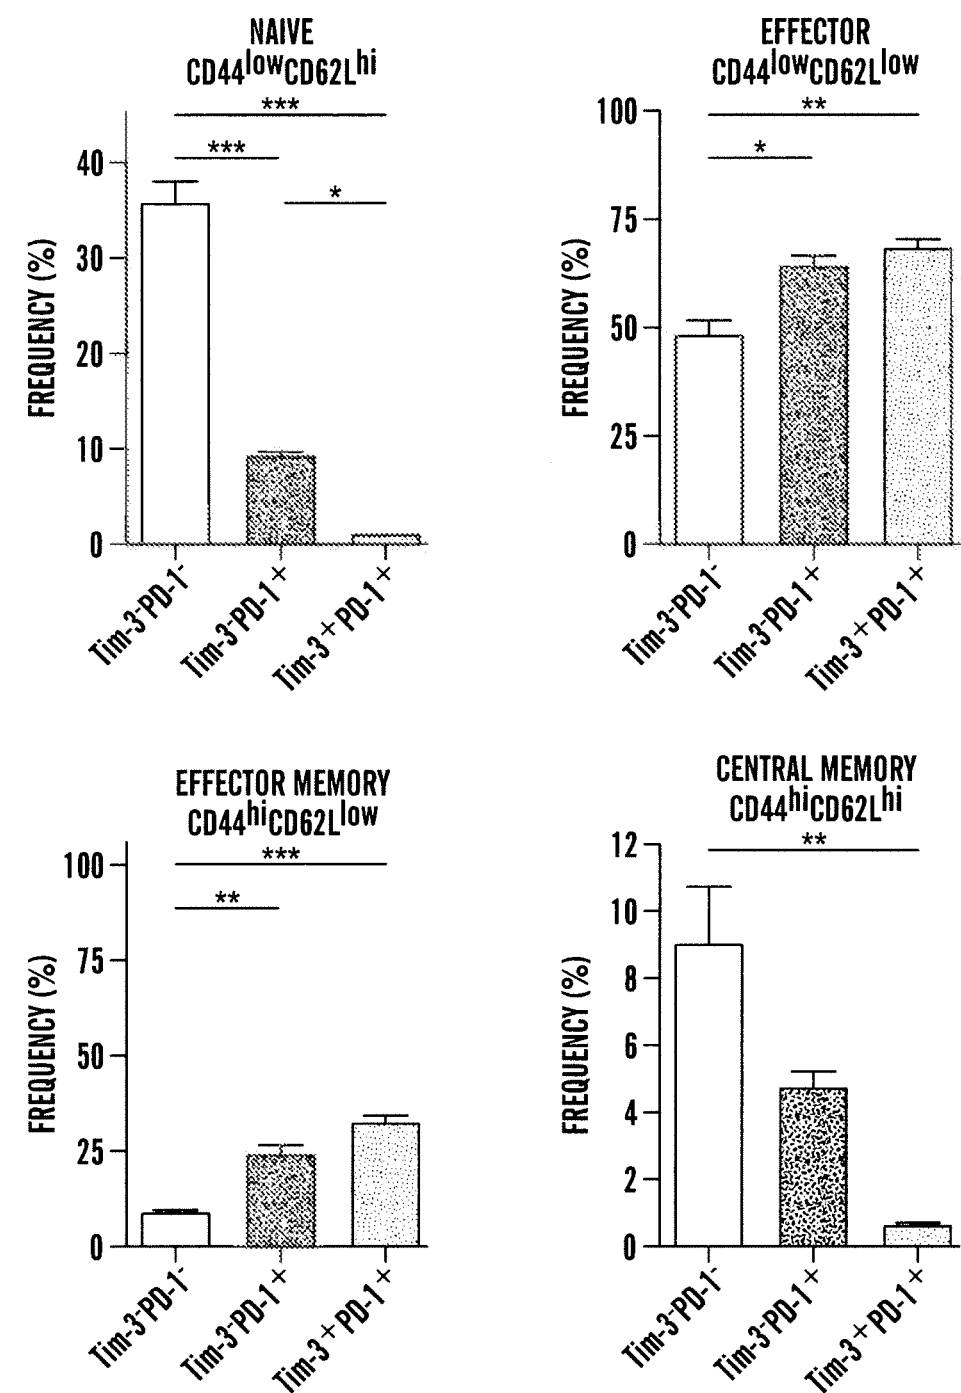 NAIVE
CD44lowCD62Lhi
***
***
*
40
30
20
10
0
FREQUENCY (%)
Tim-3-PD-1-
Tim-3-PD-1+
Tim-3+PD-1+
EFFECTOR
CD44lowCD62Llow
**
*
100
75
50
25
0
FREQUENCY (%)
Tim-3-PD-1-
Tim-3-PD-1+
Tim-3+PD-1+
EFFECTOR MEMORY
CD44hiCD62Llow
***
**
100
75
50
25
0
FREQUENCY (%)
Tim-3-PD-1-
Tim-3-PD-1+
Tim-3+PD-1+
CENTRAL MEMORY
CD44hiCD62Lhi
**
12
10
8
6
4
2
0
FREQUENCY (%)
Tim-3-PD-1-
Tim-3-PD-1+
Tim-3+PD-1+